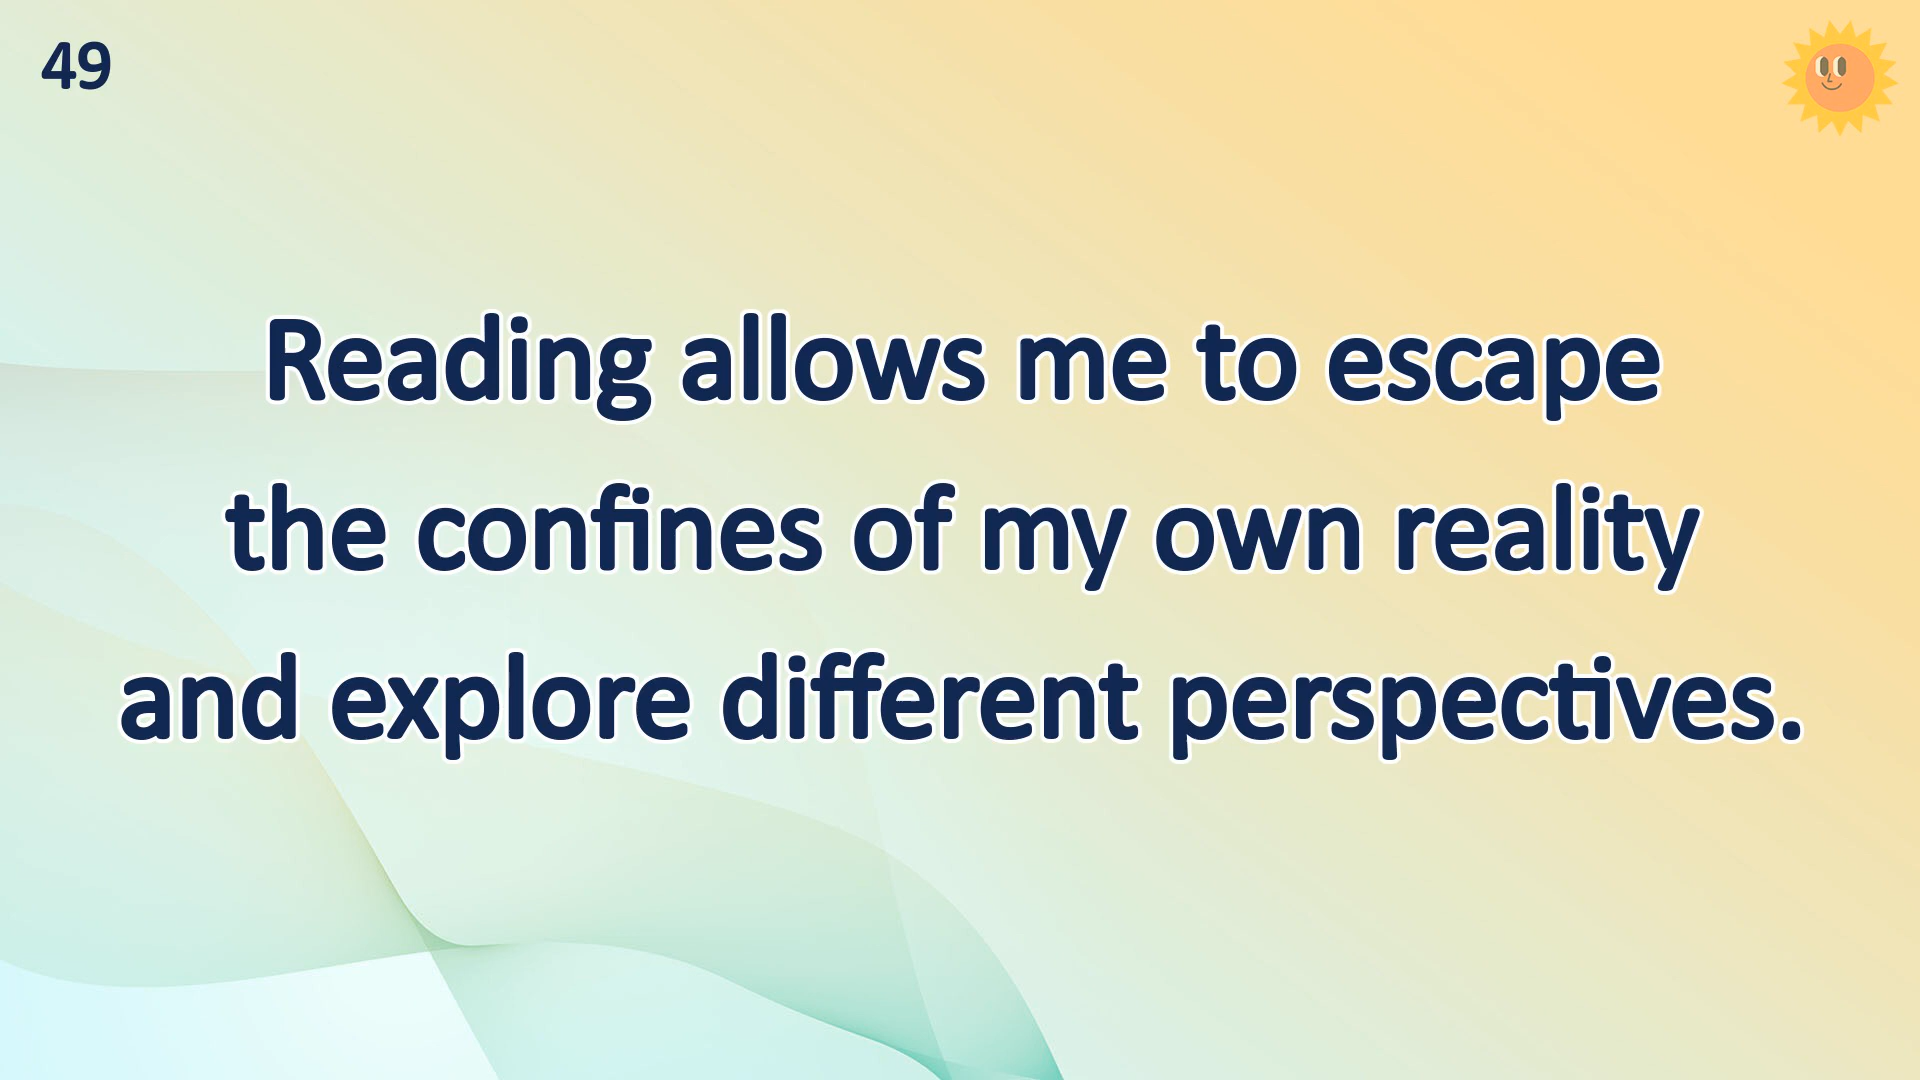 49
Reading allows me to escape
the confines of my own reality
and explore different perspectives.